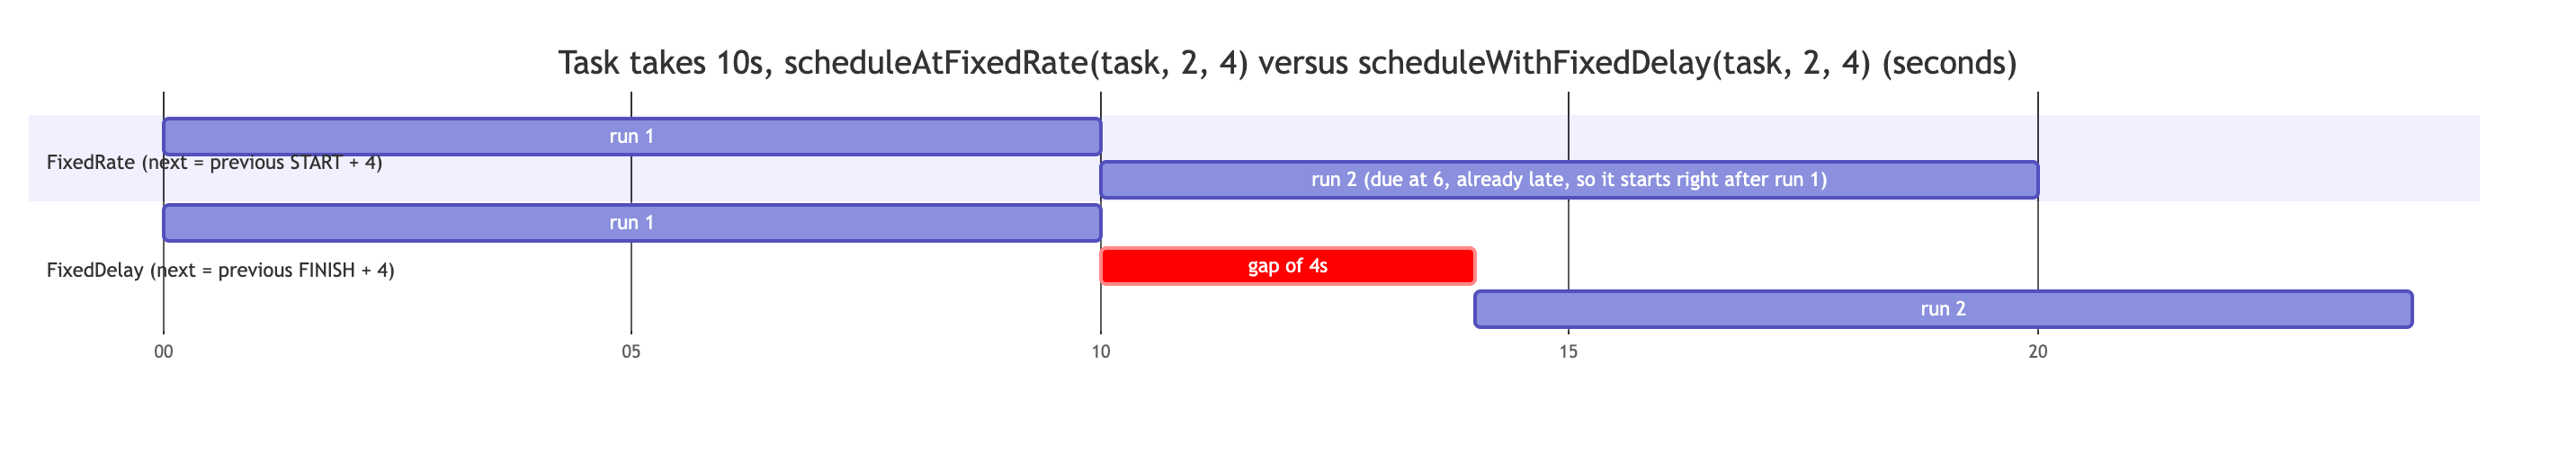 Task takes 10s, scheduleAtFixedRate(task, 2, 4) versus scheduleWithFixedDelay(task, 2, 4) (seconds)
run 1
FixedRate (next = previous START + 4)
run 2 (due at 6, already late, so it starts right after run 1)
run 1
gap of 4s
FixedDelay (next = previous FINISH + 4)
run 2
00 05 10 15 20